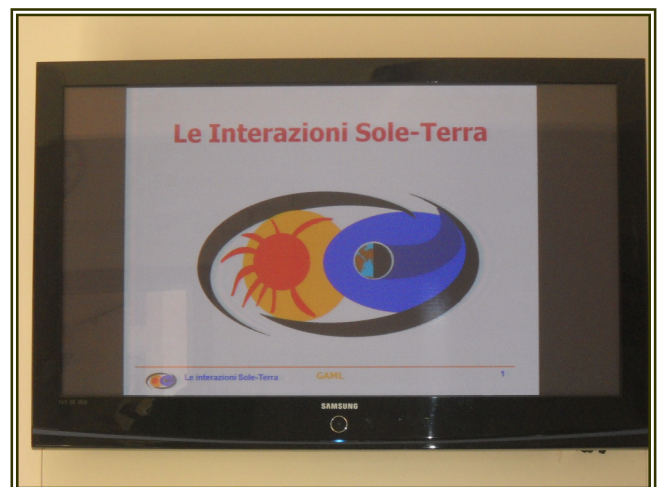 Le Interazioni Sole-Terra
Le interazioni Sole-Terra
GAML
1
SAMSUNG